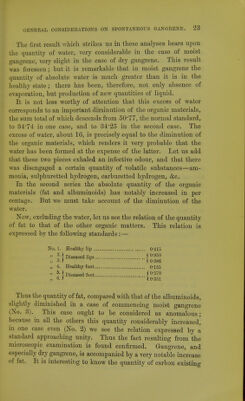 GENERAL CONSIDERATIONS ON SPONTANEOUS GANGRENE. 23
The first result which strikes us in these analyses bears upon
the quantity of water, very considerable in the case of moist
gangrene, very slight in the case of dry gangrene. This result
was foreseen; but it is remarkable that in moist gangrene the
quantity of absolute water is much greater than it is in the
healthy state; there has been, therefore, not only absence of
evaporation, but production of new quantities of liquid.
It is not less worthy of attention that this excess of water
corresponds to an important diminution of the organic materials,
the sum total of which descends from 50·77, the normal standard,
to 34·74 in one case, and to 34·25 in the second case. The
excess of water, about 16, is precisely equal to the diminution of
the organic materials, which renders it very probable that the
water has been formed at the expense of the latter. Let us add
that these two pieces exhaled an infectious odour, and that there
was disengaged a certain quantity of volatile substances—am-
monia, sulphuretted hydrogen, carburetted hydrogen, &c.
In the second series the absolute quantity of the organic
materials (fat and albuminoids) has notably increased in per
centage. But we must take account of the diminution of the
water.
Now, excluding the water, let us see the relation of the quantity
of fat to that of the other organic matters. This relation is
expressed by the following standards:—
No. 1. Healthy lip 0·415
„ 2. } Diseased lips { 0·959
„ 3. } { 0·386
„ 4. Healthy foot 0·155
„ 5. } Diseased foot { 0·270
„ 6. } { 0·351
Thus the quantity of fat, compared with that of the albuminoids,
slightly diminished in a case of commencing moist gangrene
(No. 3). This case ought to be considered as anomalous;
because in all the others this quantity considerably increased,
in one case even (No. 2) we see the relation expressed by a
standard approaching unity. Thus the fact resulting from the
microscopic examination is found confirmed. Gangrene, and
especially dry gangrene, is accompanied by a very notable increase
of fat. It is interesting to know the quantity of carbon existing